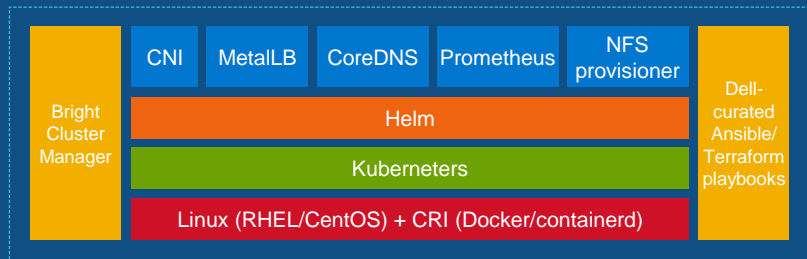 Bright
Cluster
Manager
CNI
MetalLB
CoreDNS
Prometheus
NFS
provisioner
Helm
Kuberneters
Linux (RHEL/CentOS) + CRI (Docker/containerd)
Dell-
curated
Ansible/
Terraform
playbooks